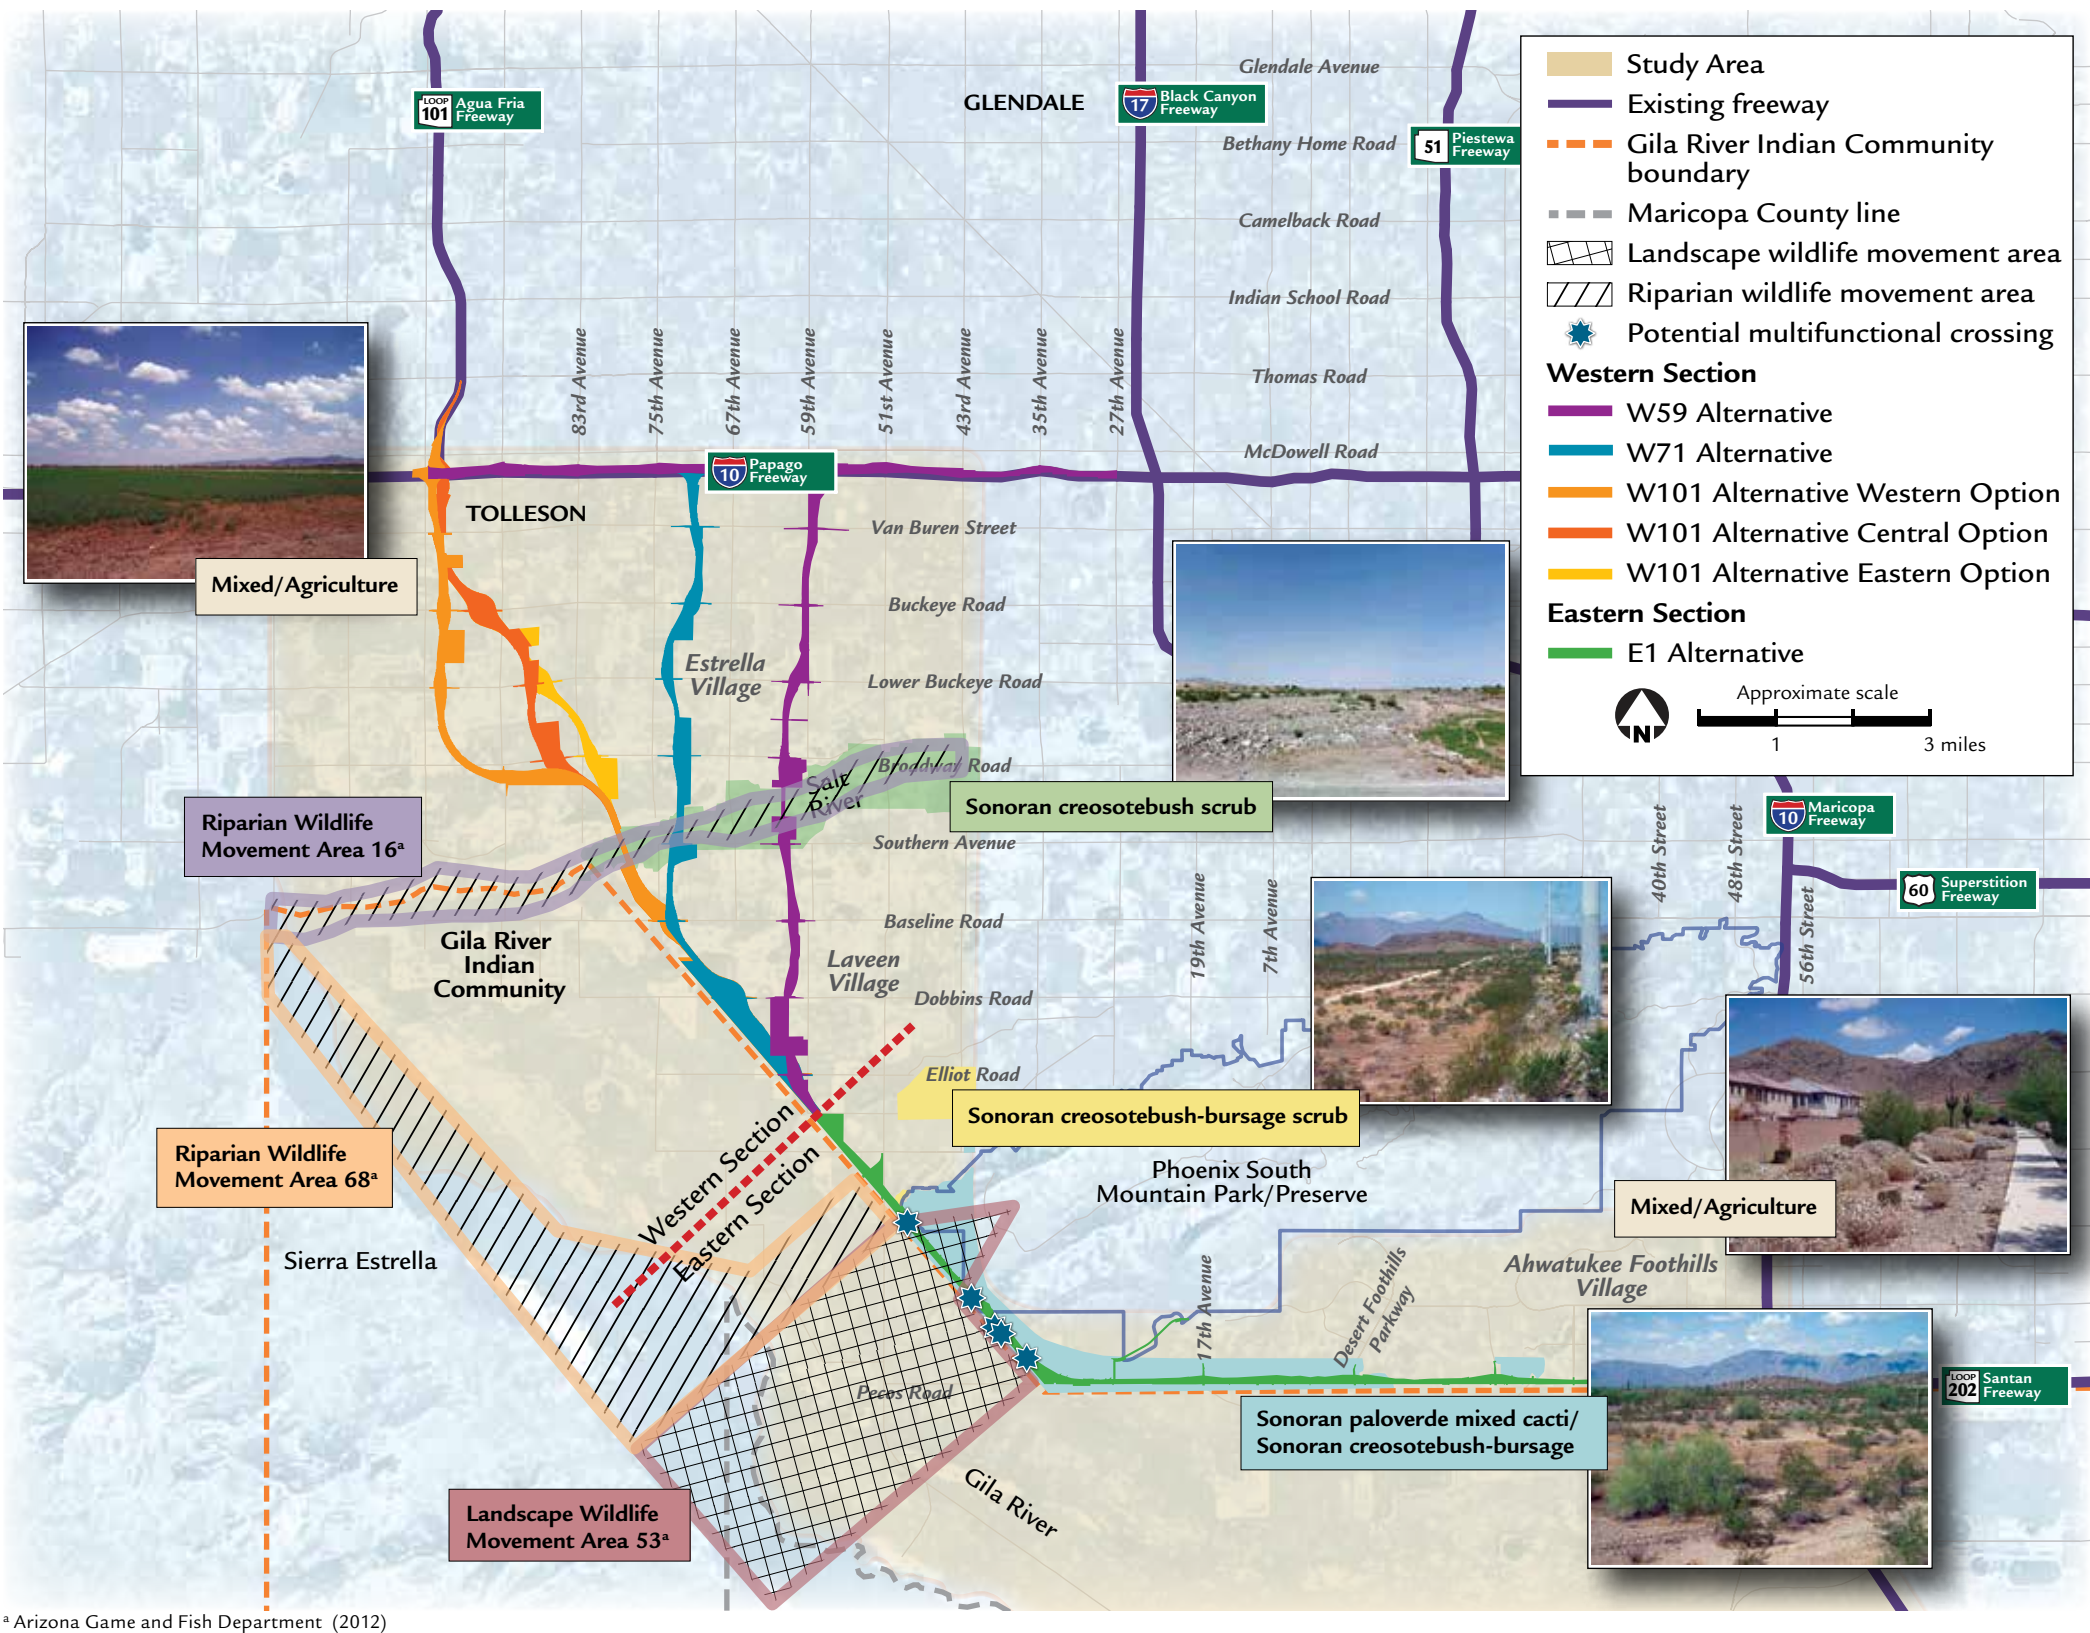 LOOP
101
Agua Fria
Freeway
GLENDALE
17
Black Canyon
Freeway
51
Piestewa
Freeway
Glendale Avenue
Bethany Home Road
Camelback Road
Indian School Road
Thomas Road
McDowell Road
Study Area
Existing freeway
Gila River Indian Community
boundary
Maricopa County line
Landscape wildlife movement area
Riparian wildlife movement area
Potential multifunctional crossing
Western Section
W59 Alternative
W71 Alternative
W101 Alternative Western Option
W101 Alternative Central Option
W101 Alternative Eastern Option
Eastern Section
E1 Alternative
N
Approximate scale
1
3 miles
83rd Avenue
75th Avenue
67th Avenue
59th Avenue
51st Avenue
43rd Avenue
35th Avenue
27th Avenue
10
Papago
Freeway
TOLLESON
Mixed/Agriculture
Van Buren Street
Buckeye Road
Estrella
Village
Lower Buckeye Road
Broadway Road
Salt
River
Sonoran creosotebush scrub
Southern Avenue
Riparian Wildlife
Movement Area 16ᵃ
Gila River
Indian
Community
Baseline Road
Laveen
Village
Dobbins Road
Elliot Road
19th Avenue
7th Avenue
40th Street
48th Street
56th Street
10
Maricopa
Freeway
60
Superstition
Freeway
Sonoran creosotebush-bursage scrub
Phoenix South
Mountain Park/Preserve
Mixed/Agriculture
Riparian Wildlife
Movement Area 68ᵃ
Western Section
Eastern Section
Sierra Estrella
17th Avenue
Desert Foothills
Parkway
Ahwatukee Foothills
Village
LOOP
202
Santan
Freeway
Pecos Road
Sonoran paloverde mixed cacti/
Sonoran creosotebush-bursage
Gila River
Landscape Wildlife
Movement Area 53ᵃ
ᵃ Arizona Game and Fish Department (2012)